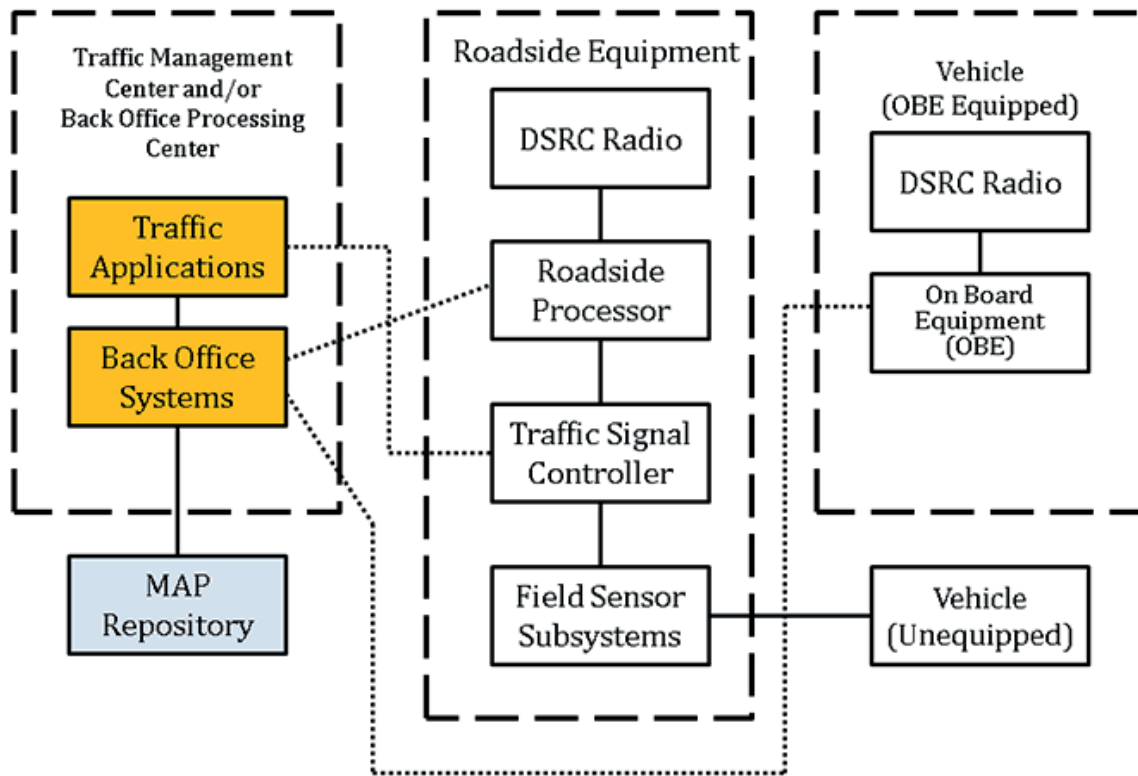 Traffic Management
Center and/or
Back Office Processing
Center
Traffic
Applications
Back Office
Systems
MAP
Repository
Roadside Equipment
DSRC Radio
Roadside
Processor
Traffic Signal
Controller
Field Sensor
Subsystems
Vehicle
(OBE Equipped)
DSRC Radio
On Board
Equipment
(OBE)
Vehicle
(Unequipped)